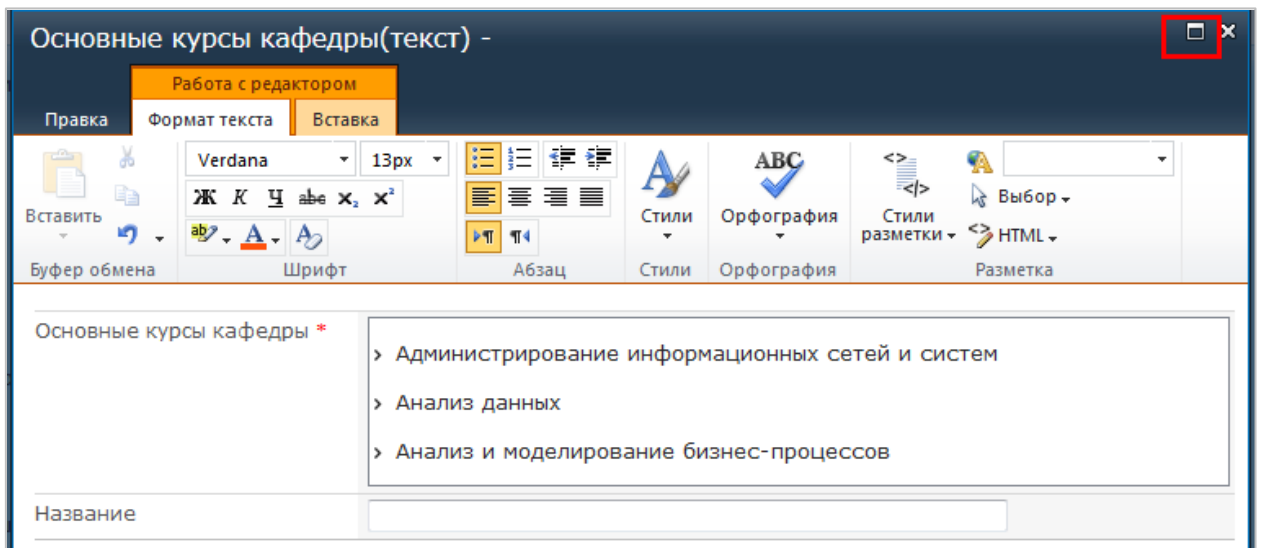 Основные курсы кафедры(текст) -
Работа с редактором
Правка Формат текста Вставка
Verdana 13px ABC
Ж К Ч abc x₂ x²
Вставить Стили Орфография Стили разметки Выбор
ab A A HTML
Буфер обмена Шрифт Абзац Стили Орфография Разметка
Основные курсы кафедры *
› Администрирование информационных сетей и систем
› Анализ данных
› Анализ и моделирование бизнес-процессов
Название